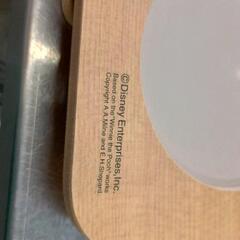 ©Disney Enterprises,Inc.
Based on the "Winnie the Pooh" works
Copyright A.A.Milne and E.H.Shepard.